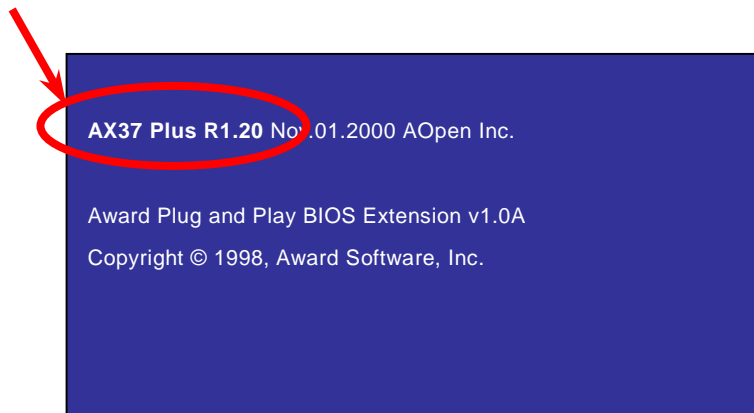 AX37 Plus R1.20 Nov.01.2000 AOpen Inc.
Award Plug and Play BIOS Extension v1.0A
Copyright © 1998, Award Software, Inc.